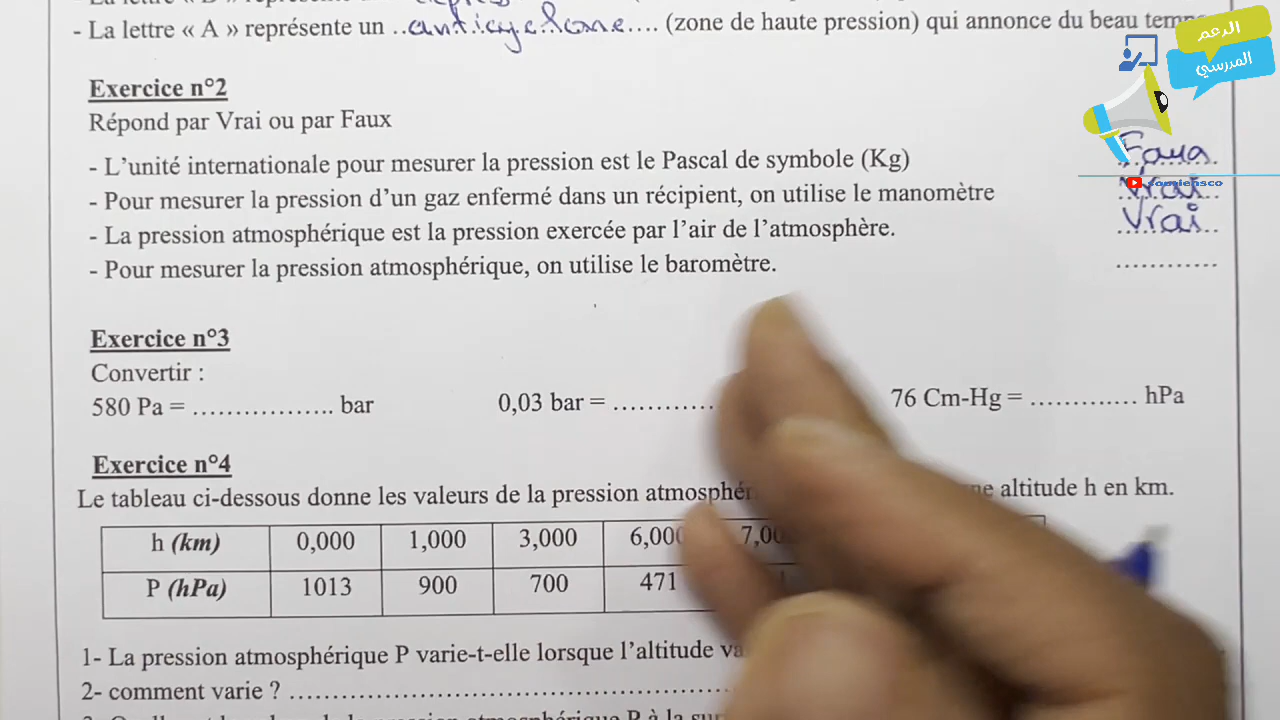 - La lettre « A » représente un ..anticyclone.... (zone de haute pression) qui annonce du beau temps
الدعم
المدرسي
Exercice n°2
Répond par Vrai ou par Faux
- L'unité internationale pour mesurer la pression est le Pascal de symbole (Kg) Faux
- Pour mesurer la pression d'un gaz enfermé dans un récipient, on utilise le manomètre Vrai
- La pression atmosphérique est la pression exercée par l'air de l'atmosphère. Vrai
- Pour mesurer la pression atmosphérique, on utilise le baromètre. ............
Exercice n°3
Convertir :
580 Pa = ................. bar 0,03 bar = ............ 76 Cm-Hg = ............ hPa
Exercice n°4
Le tableau ci-dessous donne les valeurs de la pression altitude h en km.
h (km) 0,000 1,000 3,000 6,000
P (hPa) 1013 900 700 471
1- La pression atmosphérique P varie-t-elle lorsque l'altitude
2- comment varie ? ......................................................